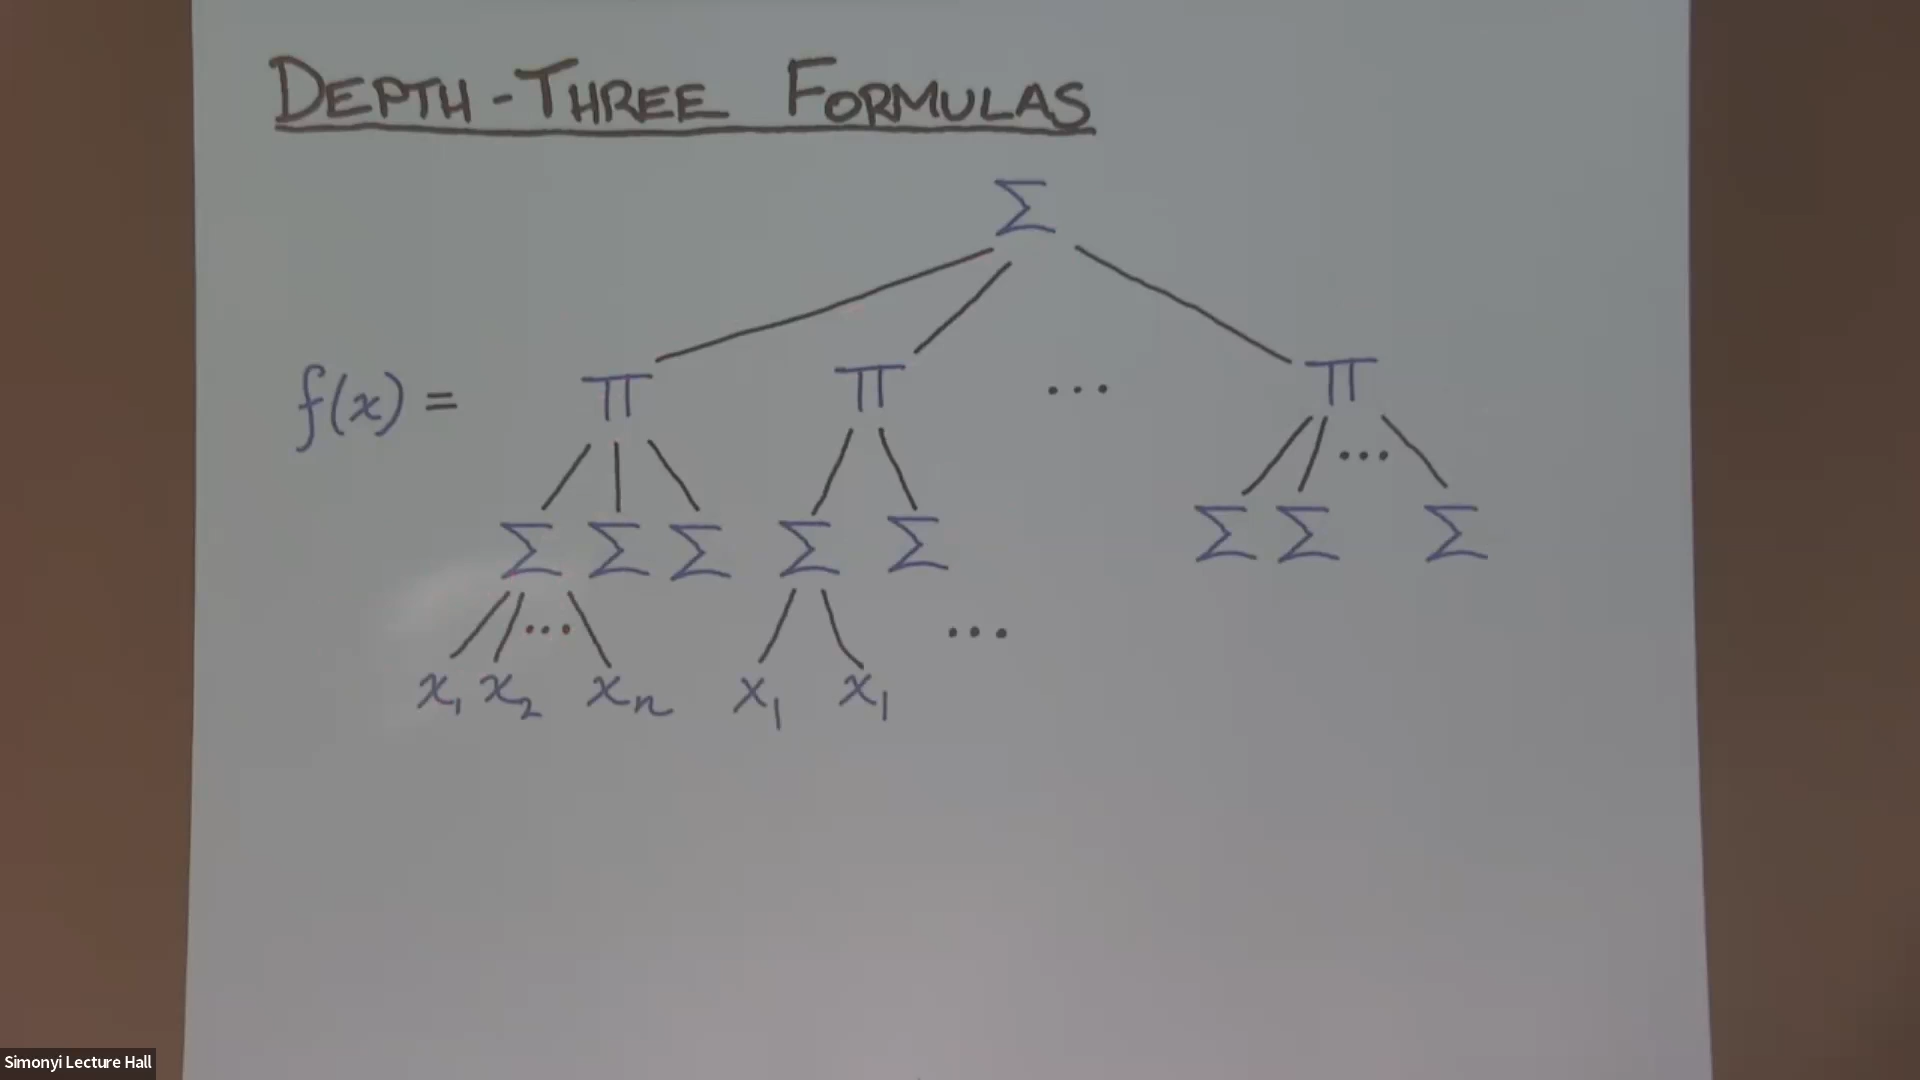 DEPTH-THREE FORMULAS
Σ
f(x) = Π Π ... Π
...
Σ Σ Σ Σ Σ Σ Σ Σ
... ...
x₁ x₂ xₙ x₁ x₁
Simonyi Lecture Hall